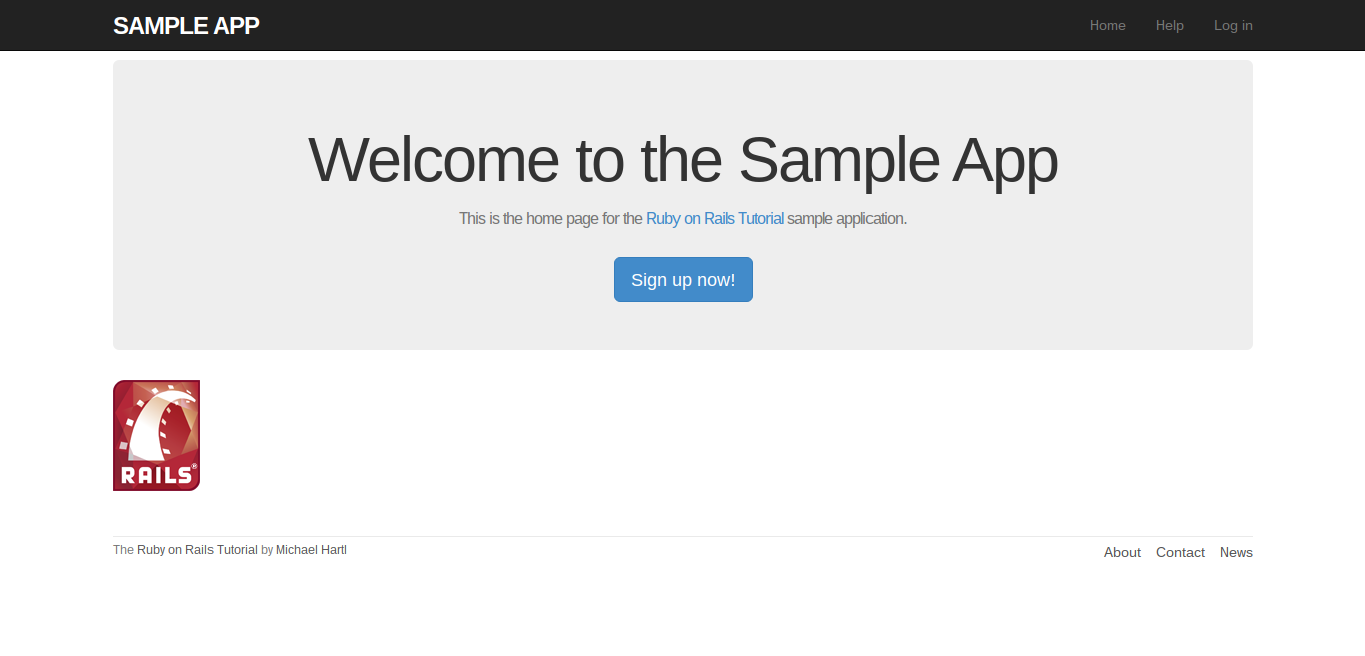 SAMPLE APP
Home Help Log in
Welcome to the Sample App
This is the home page for the Ruby on Rails Tutorial sample application.
Sign up now!
RAILS®
The Ruby on Rails Tutorial by Michael Hartl
About Contact News